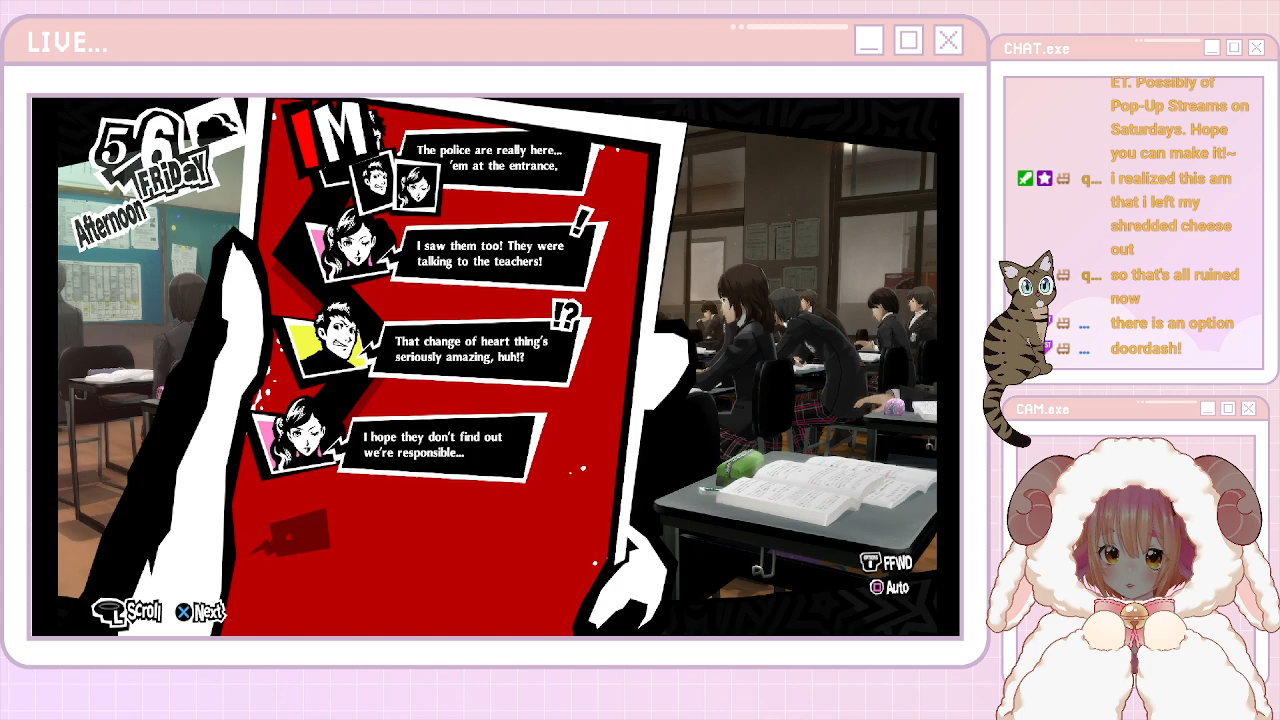 LIVE...
5 6
FRiDaY
Afternoon
IM
The police are really here...
'em at the entrance.
!
I saw them too! They were
talking to the teachers!
!?
That change of heart thing's
seriously amazing, huh!?
I hope they don't find out
we're responsible...
L Scroll
Next
OPTIONS
FFWD
Auto
CHAT.exe
ET. Possibly of
Pop-Up Streams on
Saturdays. Hope
you can make it!~
q... i realized this am
that i left my
shredded cheese
out
q... so that's all ruined
now
... there is an option
... doordash!
CAM.exe